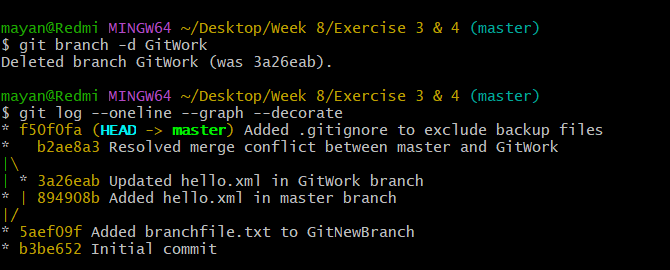 mayan@Redmi MINGW64 ~/Desktop/Week 8/Exercise 3 & 4 (master)
$ git branch -d GitWork
Deleted branch GitWork (was 3a26eab).
mayan@Redmi MINGW64 ~/Desktop/Week 8/Exercise 3 & 4 (master)
$ git log --oneline --graph --decorate
* f50f0fa (HEAD -> master) Added .gitignore to exclude backup files
*   b2ae8a3 Resolved merge conflict between master and GitWork
|\
| * 3a26eab Updated hello.xml in GitWork branch
* | 894908b Added hello.xml in master branch
|/
* 5aef09f Added branchfile.txt to GitNewBranch
* b3be652 Initial commit